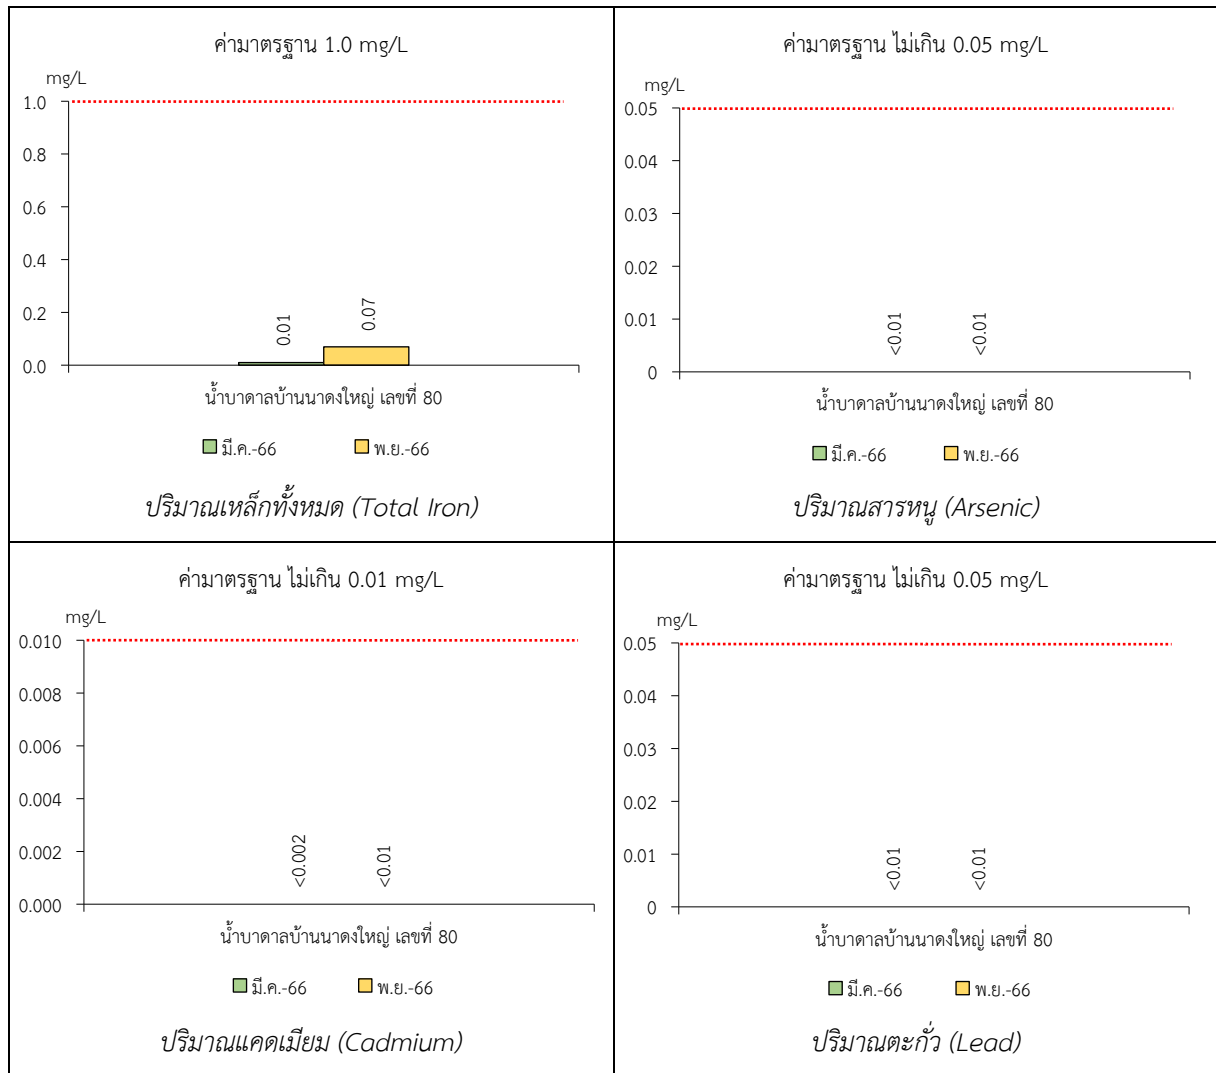 ค่ามาตรฐาน 1.0 mg/L
mg/L
1.0
0.8
0.6
0.4
0.2
0.0
0.01
0.07
น้ำบาดาลบ้านนาดงใหญ่ เลขที่ 80
มี.ค.-66 พ.ย.-66
ปริมาณเหล็กทั้งหมด (Total Iron)
ค่ามาตรฐาน ไม่เกิน 0.05 mg/L
mg/L
0.05
0.04
0.03
0.02
0.01
0
<0.01
<0.01
น้ำบาดาลบ้านนาดงใหญ่ เลขที่ 80
มี.ค.-66 พ.ย.-66
ปริมาณสารหนู (Arsenic)
ค่ามาตรฐาน ไม่เกิน 0.01 mg/L
mg/L
0.010
0.008
0.006
0.004
0.002
0.000
<0.002
<0.01
น้ำบาดาลบ้านนาดงใหญ่ เลขที่ 80
มี.ค.-66 พ.ย.-66
ปริมาณแคดเมียม (Cadmium)
ค่ามาตรฐาน ไม่เกิน 0.05 mg/L
mg/L
0.05
0.04
0.03
0.02
0.01
0
<0.01
<0.01
น้ำบาดาลบ้านนาดงใหญ่ เลขที่ 80
มี.ค.-66 พ.ย.-66
ปริมาณตะกั่ว (Lead)